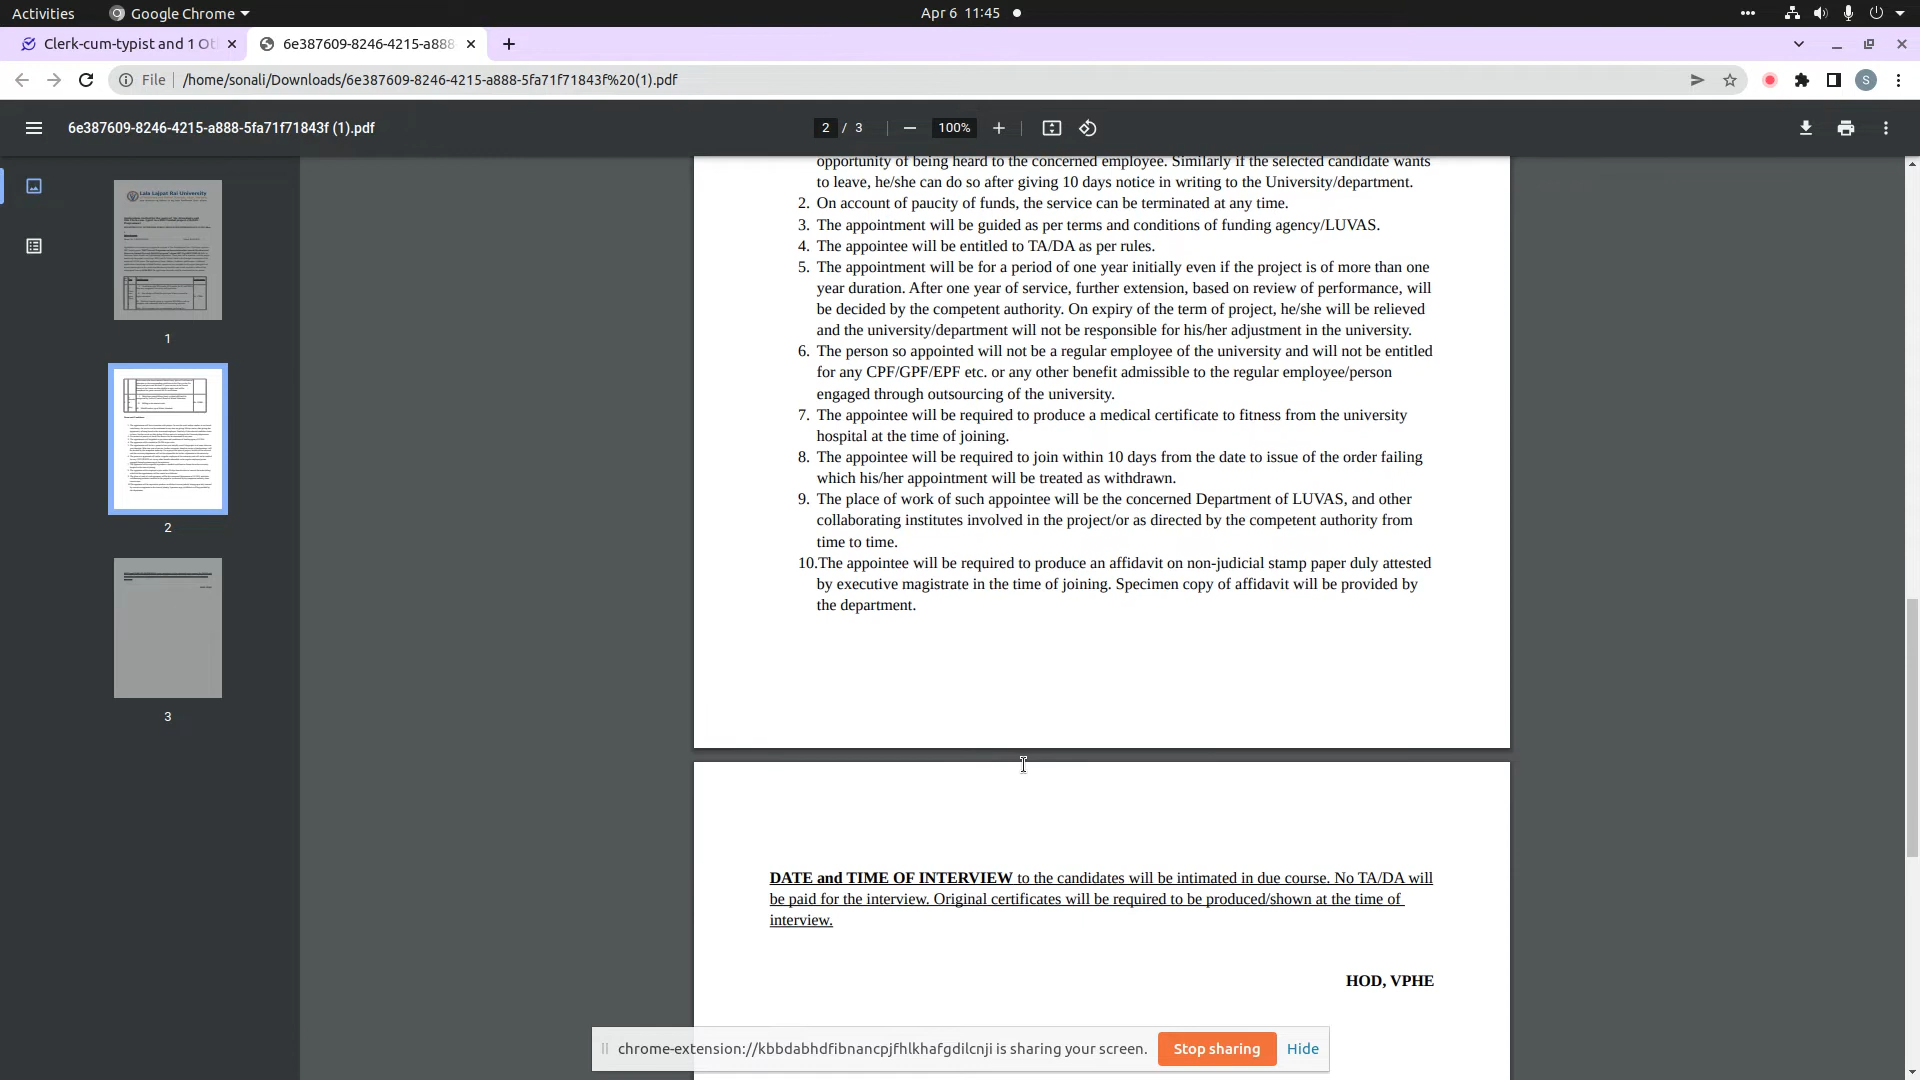 Activities
Google Chrome
Apr 6 11:45
Clerk-cum-typist and 1 Ot
6e387609-8246-4215-a888
File
/home/sonali/Downloads/6e387609-8246-4215-a888-5fa71f71843f%20(1).pdf
S
6e387609-8246-4215-a888-5fa71f71843f (1).pdf
2 / 3
100%
Lala Lajpat Rai University
1
2
3
opportunity of being heard to the concerned employee. Similarly if the selected candidate wants
to leave, he/she can do so after giving 10 days notice in writing to the University/department.
2. On account of paucity of funds, the service can be terminated at any time.
3. The appointment will be guided as per terms and conditions of funding agency/LUVAS.
4. The appointee will be entitled to TA/DA as per rules.
5. The appointment will be for a period of one year initially even if the project is of more than one
year duration. After one year of service, further extension, based on review of performance, will
be decided by the competent authority. On expiry of the term of project, he/she will be relieved
and the university/department will not be responsible for his/her adjustment in the university.
6. The person so appointed will not be a regular employee of the university and will not be entitled
for any CPF/GPF/EPF etc. or any other benefit admissible to the regular employee/person
engaged through outsourcing of the university.
7. The appointee will be required to produce a medical certificate to fitness from the university
hospital at the time of joining.
8. The appointee will be required to join within 10 days from the date to issue of the order failing
which his/her appointment will be treated as withdrawn.
9. The place of work of such appointee will be the concerned Department of LUVAS, and other
collaborating institutes involved in the project/or as directed by the competent authority from
time to time.
10.The appointee will be required to produce an affidavit on non-judicial stamp paper duly attested
by executive magistrate in the time of joining. Specimen copy of affidavit will be provided by
the department.
DATE and TIME OF INTERVIEW to the candidates will be intimated in due course. No TA/DA will
be paid for the interview. Original certificates will be required to be produced/shown at the time of
interview.
HOD, VPHE
chrome-extension://kbbdabhdfibnancpjfhlkhafgdilcnji is sharing your screen.
Stop sharing
Hide